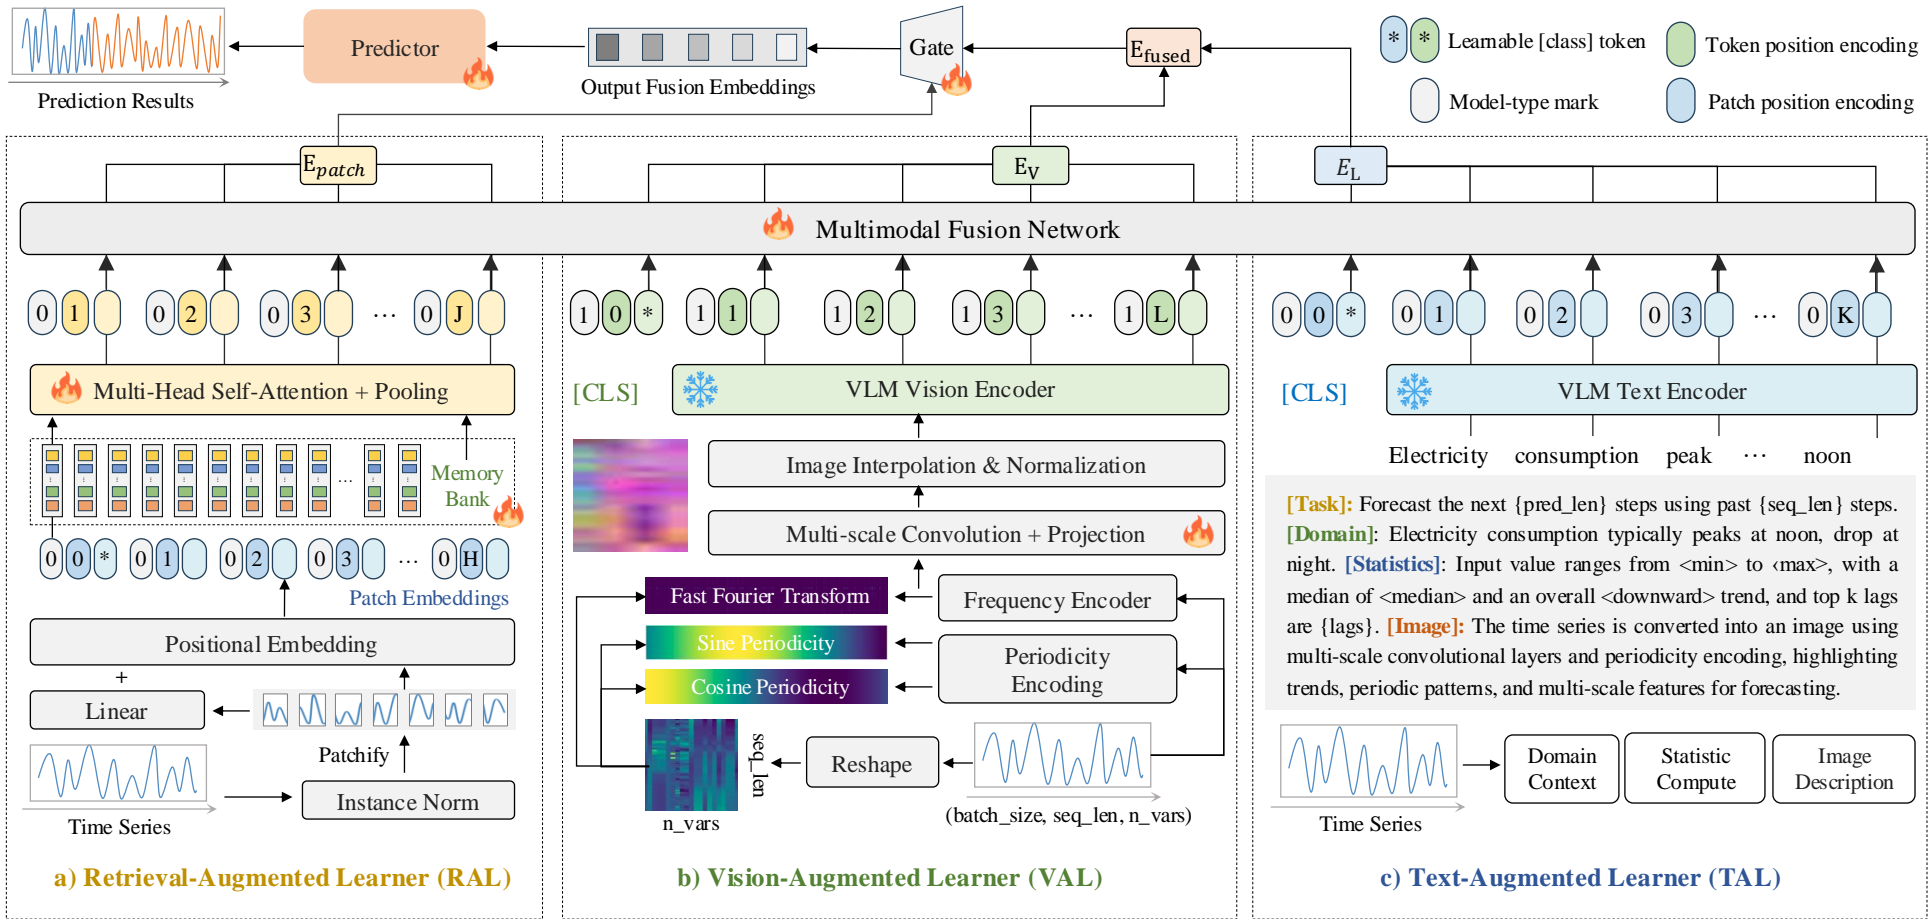 Prediction Results
Predictor
Output Fusion Embeddings
Gate
E_fused
* * Learnable [class] token
Token position encoding
Model-type mark
Patch position encoding
E_patch
E_V
E_L
Multimodal Fusion Network
0 1
0 2
0 3
...
0 J
1 0 *
1 1
1 2
1 3
...
1 L
0 0 *
0 1
0 2
0 3
...
0 K
Multi-Head Self-Attention + Pooling
Memory
Bank
0 0 *
0 1
0 2
0 3
...
0 H
Patch Embeddings
Positional Embedding
+
Linear
Patchify
Instance Norm
Time Series
a) Retrieval-Augmented Learner (RAL)
[CLS]
VLM Vision Encoder
Image Interpolation & Normalization
Multi-scale Convolution + Projection
Fast Fourier Transform
Frequency Encoder
Sine Periodicity
Cosine Periodicity
Periodicity
Encoding
seq_len
n_vars
Reshape
(batch_size, seq_len, n_vars)
b) Vision-Augmented Learner (VAL)
[CLS]
VLM Text Encoder
Electricity consumption peak ... noon
[Task]: Forecast the next {pred_len} steps using past {seq_len} steps.
[Domain]: Electricity consumption typically peaks at noon, drop at
night. [Statistics]: Input value ranges from <min> to <max>, with a
median of <median> and an overall <downward> trend, and top k lags
are {lags}. [Image]: The time series is converted into an image using
multi-scale convolutional layers and periodicity encoding, highlighting
trends, periodic patterns, and multi-scale features for forecasting.
Time Series
Domain
Context
Statistic
Compute
Image
Description
c) Text-Augmented Learner (TAL)